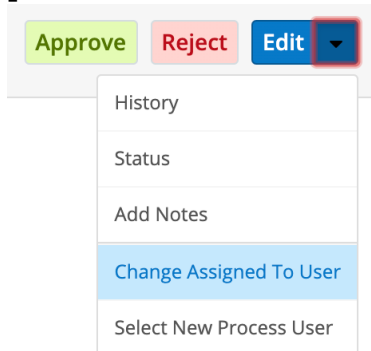 Approve Reject Edit
History
Status
Add Notes
Change Assigned To User
Select New Process User